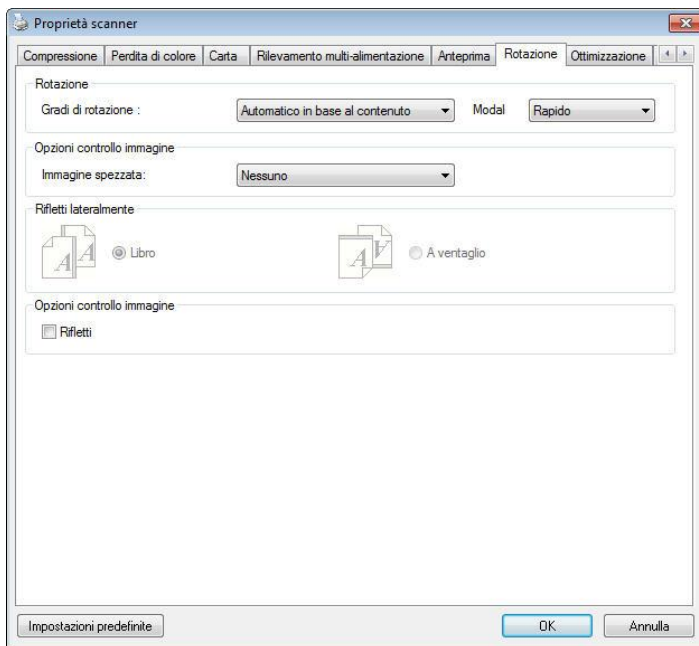 Proprietà scanner
Compressione Perdita di colore Carta Rilevamento multi-alimentazione Anteprima Rotazione Ottimizzazione
Rotazione
Gradi di rotazione : Automatico in base al contenuto Modal Rapido
Opzioni controllo immagine
Immagine spezzata: Nessuno
Rifletti lateralmente
A A Libro A A A ventaglio
Opzioni controllo immagine
Rifletti
Impostazioni predefinite OK Annulla